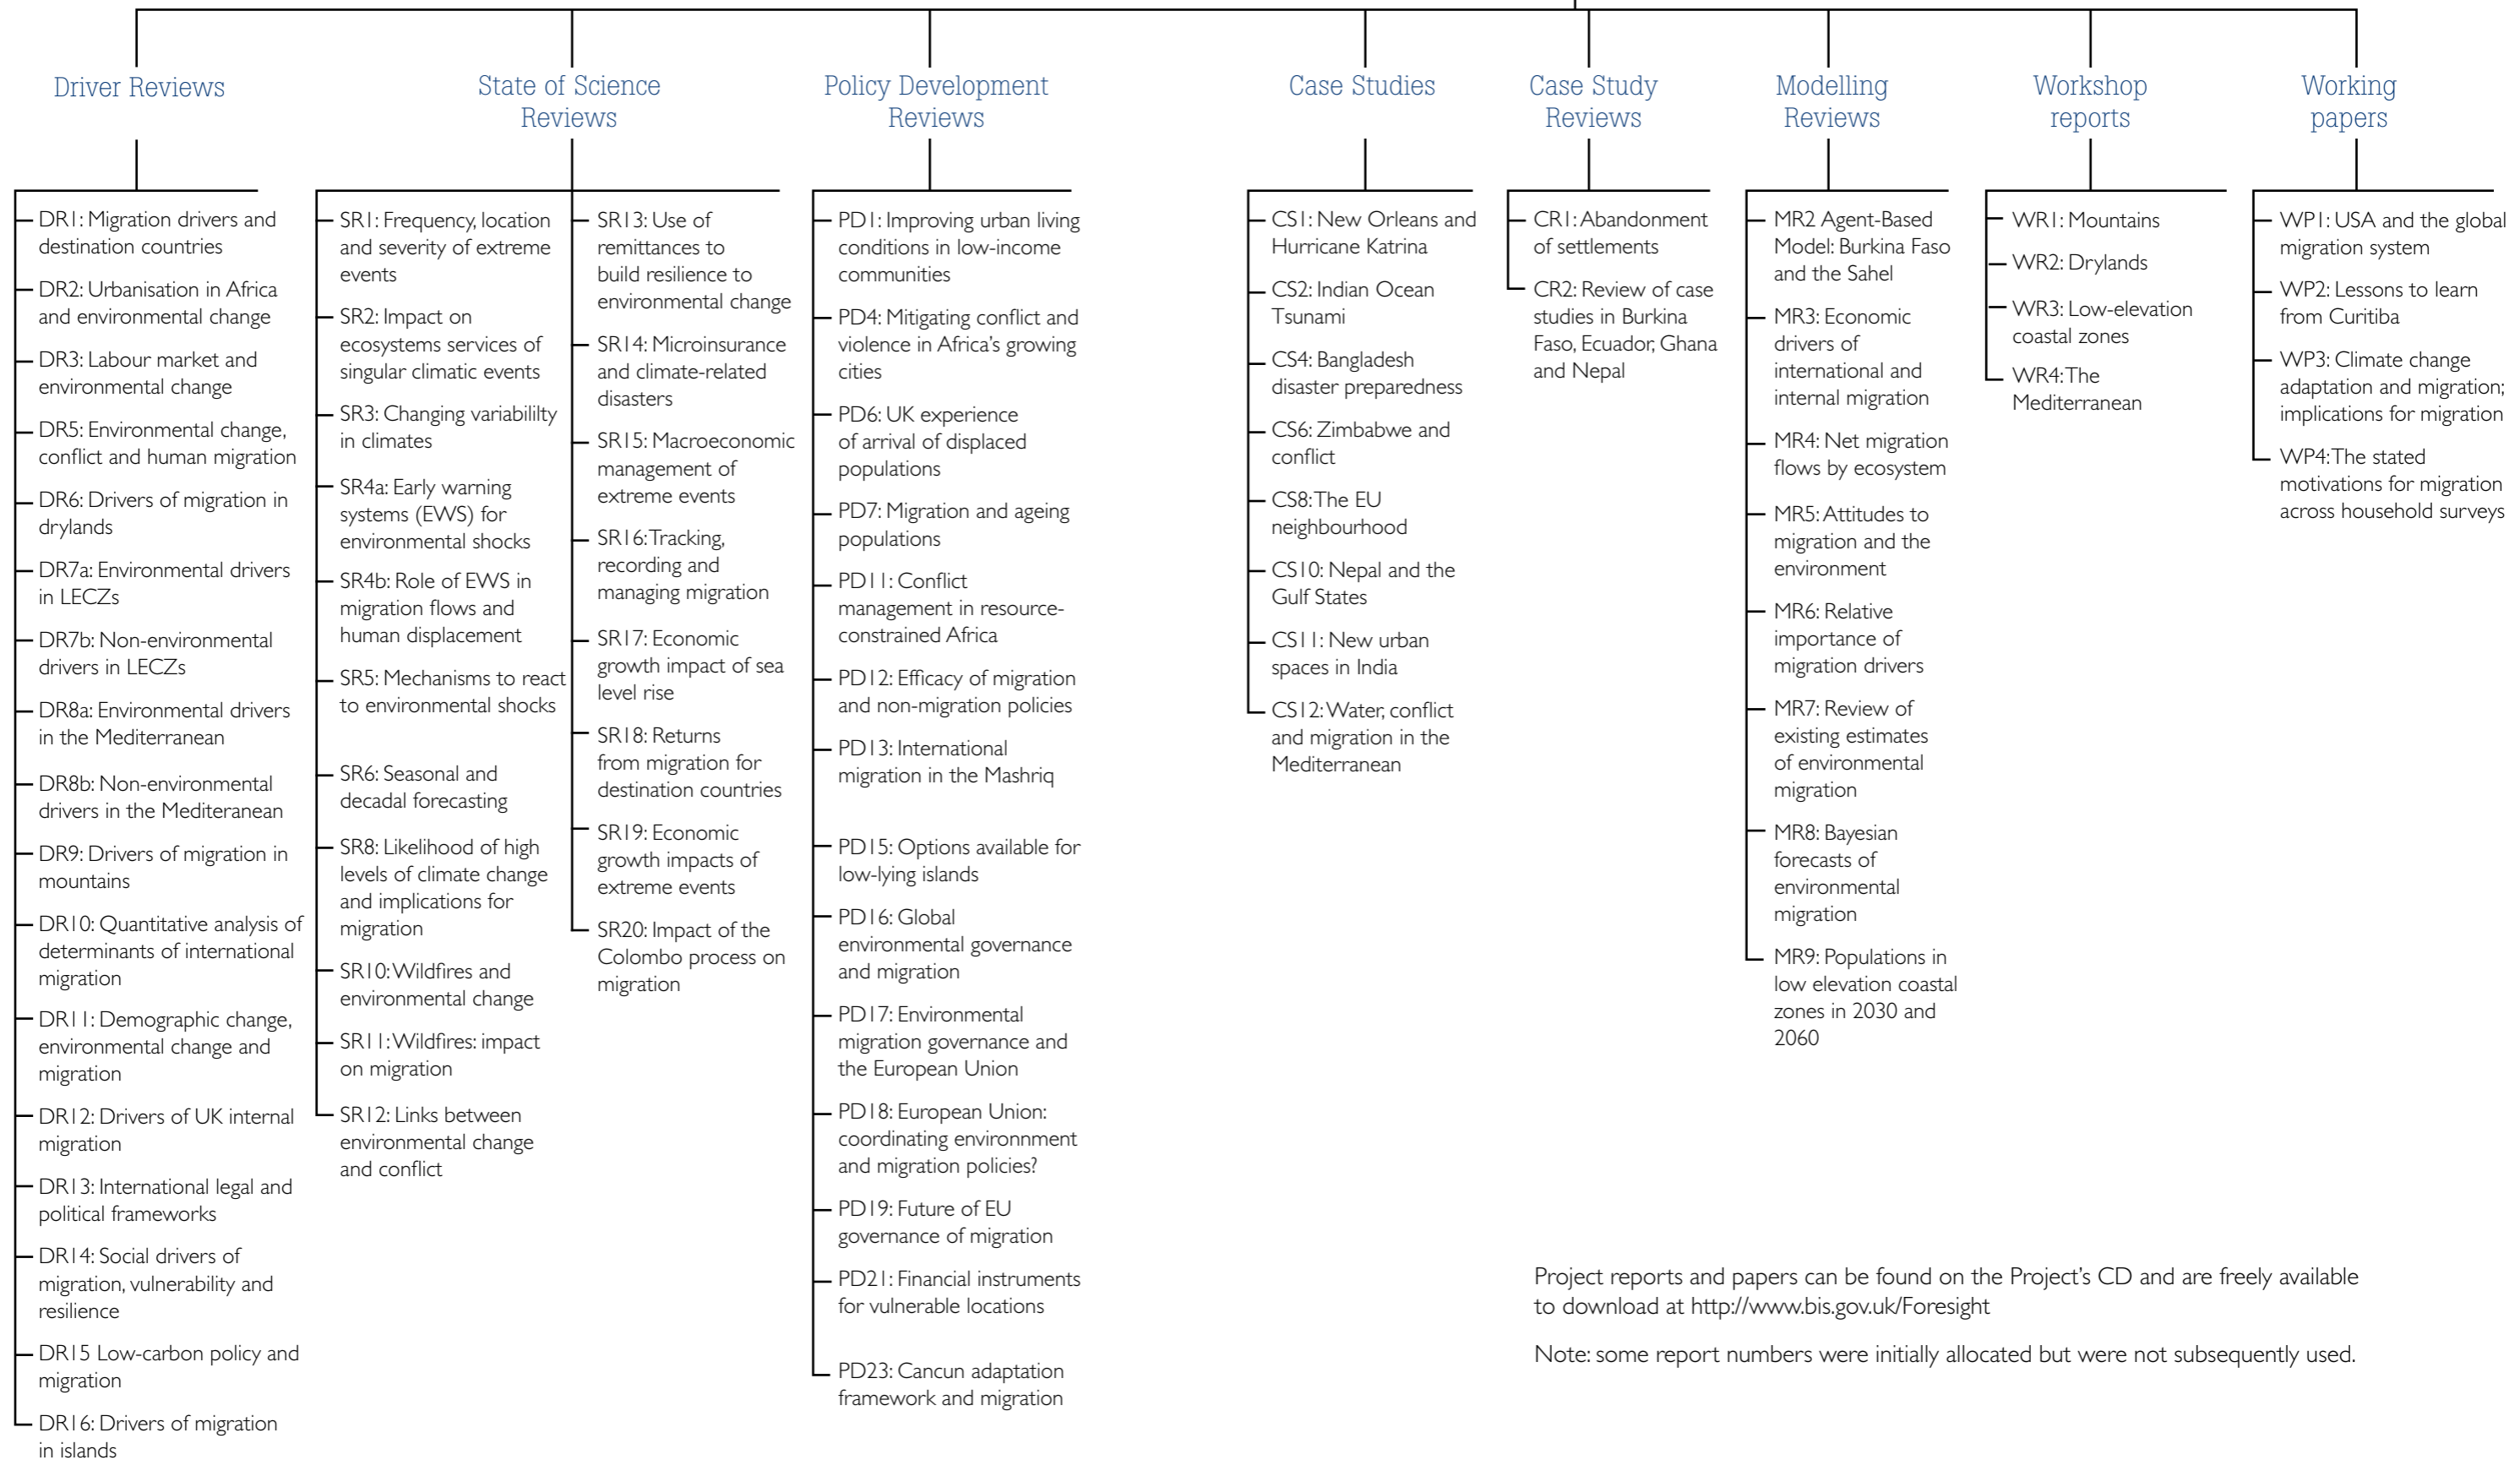 Driver Reviews
DR1: Migration drivers and
destination countries
DR2: Urbanisation in Africa
and environmental change
DR3: Labour market and
environmental change
DR5: Environmental change,
conflict and human migration
DR6: Drivers of migration in
drylands
DR7a: Environmental drivers
in LECZs
DR7b: Non-environmental
drivers in LECZs
DR8a: Environmental drivers
in the Mediterranean
DR8b: Non-environmental
drivers in the Mediteranean
DR9: Drivers of migration in
mountains
DR10: Quantitative analysis of
determinants of international
migration
DR11: Demographic change,
environmental change and
migration
DR12: Drivers of UK internal
migration
DR13: International legal and
political frameworks
DR14: Social drivers of
migration, vulnerability and
resilience
DR15 Low-carbon policy and
migration
DR16: Drivers of migration
in islands
State of Science
Reviews
SR1: Frequency, location
and severity of extreme
events
SR2: Impact on
ecosystems services of
singular climatic events
SR3: Changing variabililty
in climates
SR4a: Early warning
systems (EWS) for
environmental shocks
SR4b: Role of EWS in
migration flows and
human displacement
SR5: Mechanisms to react
to environmental shocks
SR6: Seasonal and
decadal forecasting
SR8: Likelihood of high
levels of climate change
and implications for
migration
SR10: Wildfires and
environmental change
SR11: Wildfires: impact
on migration
SR12: Links between
environmental change
and conflict
SR13: Use of
remittances to
build resilience to
environmental change
SR14: Microinsurance
and climate-related
disasters
SR15: Macroeconomic
management of
extreme events
SR16: Tracking,
recording and
managing migration
SR17: Economic
growth impact of sea
level rise
SR18: Returns
from migration for
destination countries
SR19: Economic
growth impacts of
extreme events
SR20: Impact of the
Colombo process on
migration
Policy Development
Reviews
PD1: Improving urban living
conditions in low-income
communities
PD4: Mitigating conflict and
violence in Africa's growing
cities
PD6: UK experience
of arrival of displaced
populations
PD7: Migration and ageing
populations
PD11: Conflict
management in resource-
constrained Africa
PD12: Efficacy of migration
and non-migration policies
PD13: International
migration in the Mashriq
PD15: Options available for
low-lying islands
PD16: Global
environmental governance
and migration
PD17: Environmental
migration governance and
the European Union
PD18: European Union:
coordinating environnment
and migration policies?
PD19: Future of EU
governance of migration
PD21: Financial instruments
for vulnerable locations
PD23: Cancun adaptation
framework and migration
Case Studies
CS1: New Orleans and
Hurricane Katrina
CS2: Indian Ocean
Tsunami
CS4: Bangladesh
disaster preparedness
CS6: Zimbabwe and
conflict
CS8: The EU
neighbourhood
CS10: Nepal and the
Gulf States
CS11: New urban
spaces in India
CS12: Water, conflict
and migration in the
Mediterranean
Case Study
Reviews
CR1: Abandonment
of settlements
CR2: Review of case
studies in Burkina
Faso, Ecuador, Ghana
and Nepal
Modelling
Reviews
MR2 Agent-Based
Model: Burkina Faso
and the Sahel
MR3: Economic
drivers of
international and
internal migration
MR4: Net migration
flows by ecosystem
MR5: Attitudes to
migration and the
environment
MR6: Relative
importance of
migration drivers
MR7: Review of
existing estimates
of environmental
migration
MR8: Bayesian
forecasts of
environmental
migration
MR9: Populations in
low elevation coastal
zones in 2030 and
2060
Workshop
reports
WR1: Mountains
WR2: Drylands
WR3: Low-elevation
coastal zones
WR4: The
Mediterranean
Working
papers
WP1: USA and the global
migration system
WP2: Lessons to learn
from Curitiba
WP3: Climate change
adaptation and migration;
implications for migration
WP4: The stated
motivations for migration
across household surveys
Project reports and papers can be found on the Project's CD and are freely available
to download at http://www.bis.gov.uk/Foresight
Note: some report numbers were initially allocated but were not subsequently used.